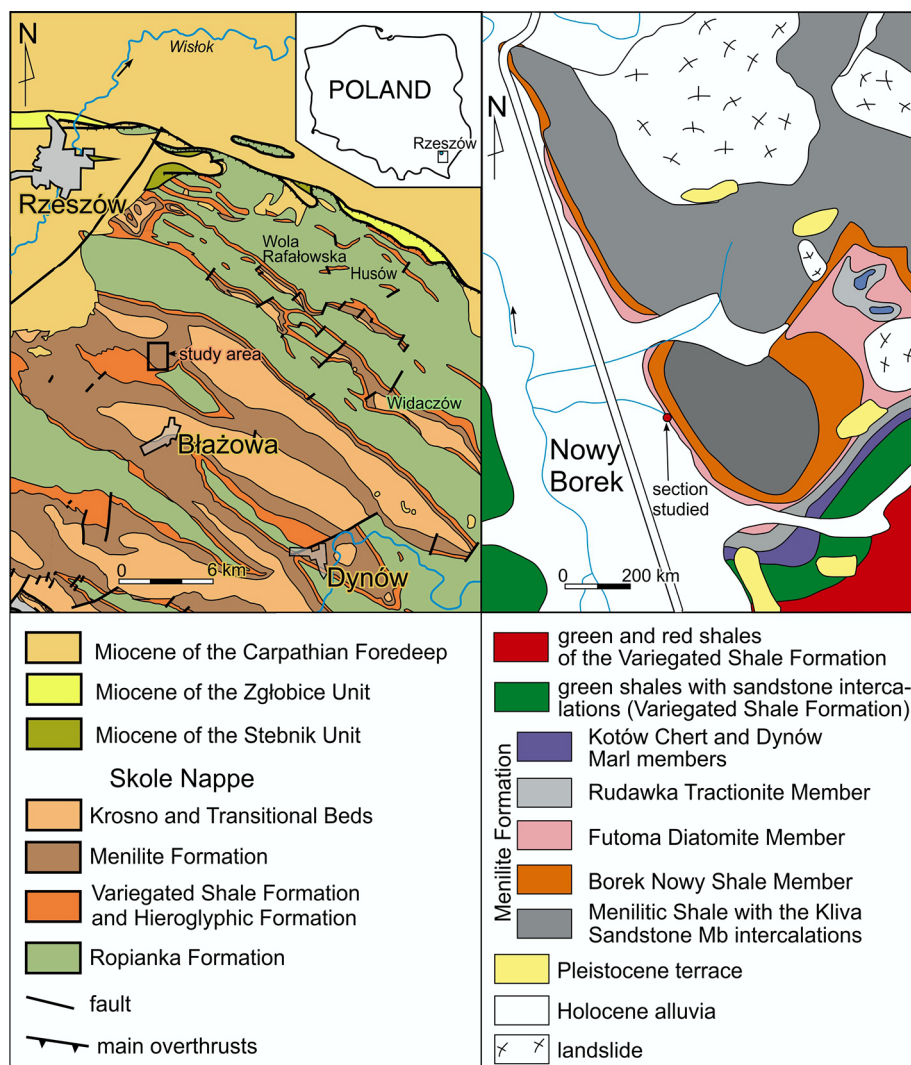 N
Wisłok
POLAND
Rzeszów
Rzeszów
Wola
Rafałowska
Husów
study area
Widaczów
Błażowa
0 6 km
Dynów
N
Nowy
Borek
section
studied
0 200 km
Miocene of the Carpathian Foredeep
Miocene of the Zgłobice Unit
Miocene of the Stebnik Unit
Skole Nappe
Krosno and Transitional Beds
Menilite Formation
Variegated Shale Formation
and Hieroglyphic Formation
Ropianka Formation
fault
main overthrusts
green and red shales
of the Variegated Shale Formation
green shales with sandstone interca-
lations (Variegated Shale Formation)
Menilite Formation
Kotów Chert and Dynów
Marl members
Rudawka Tractionite Member
Futoma Diatomite Member
Borek Nowy Shale Member
Menilitic Shale with the Kliva
Sandstone Mb intercalations
Pleistocene terrace
Holocene alluvia
landslide